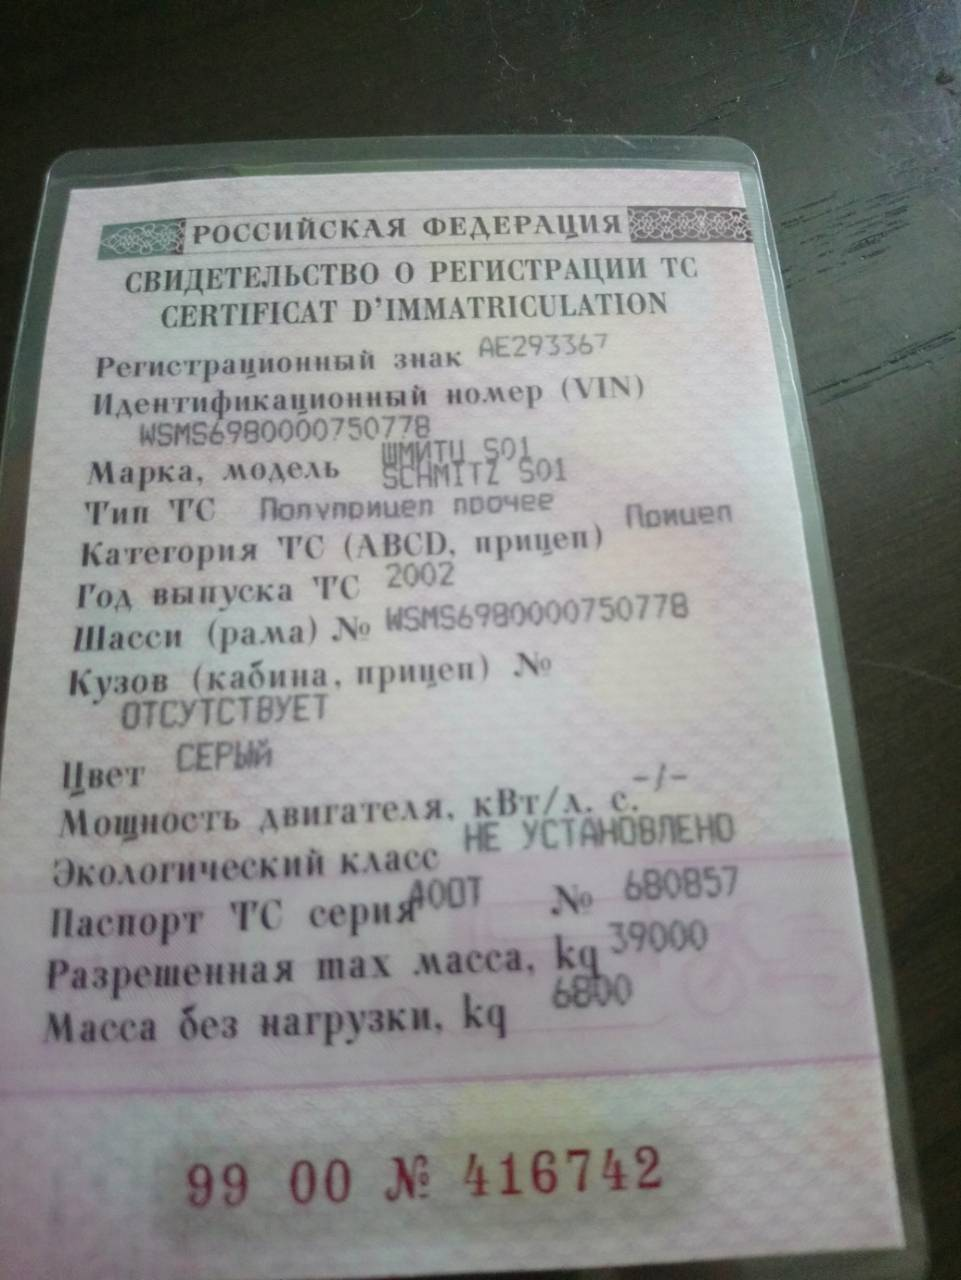 РОССИЙСКАЯ ФЕДЕРАЦИЯ
СВИДЕТЕЛЬСТВО О РЕГИСТРАЦИИ ТС
CERTIFICAT D'IMMATRICULATION
Регистрационный знак АЕ293367
Идентификационный номер (VIN)
WSMS6980000750778
Марка, модель ШМИТЦ S01
SCHMITZ S01
Тип ТС Полуприцеп прочее
Категория ТС (ABCD, прицеп) Прицеп
Год выпуска ТС 2002
Шасси (рама) № WSMS6980000750778
Кузов (кабина, прицеп) №
ОТСУТСТВУЕТ
Цвет СЕРЫЙ
Мощность двигателя, кВт/л. с. -/-
Экологический класс НЕ УСТАНОВЛЕНО
Паспорт ТС серия АООТ № 680857
Разрешенная max масса, kg 39000
Масса без нагрузки, kg 6800
99 00 № 416742